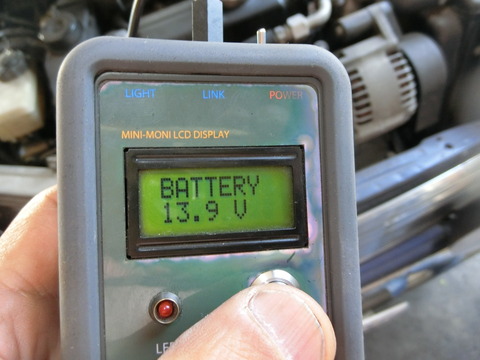 LIGHT LINK POWER
MINI-MONI LCD DISPLAY
BATTERY
13.9 V